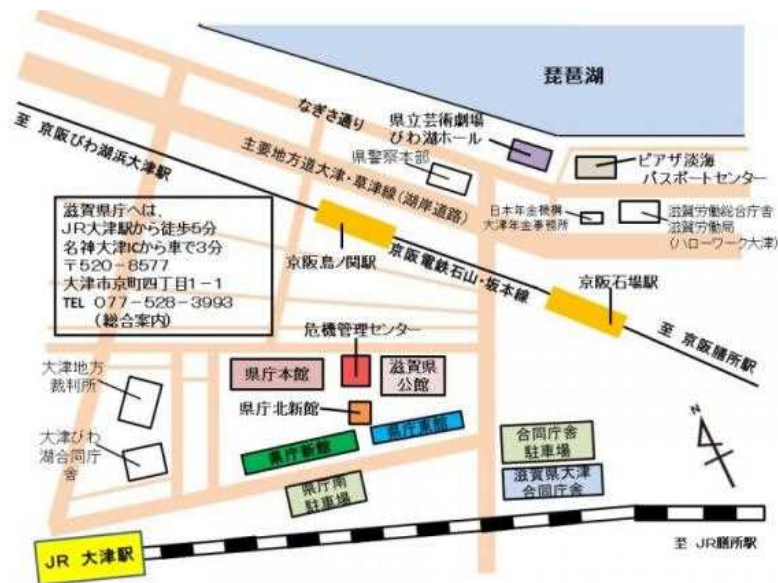 琵琶湖
なぎさ通り
県立芸術劇場
びわ湖ホール
ピアザ淡海
パスポートセンター
至 京阪びわ湖浜大津駅
主要地方道大津・草津線(湖岸道路)
県警察本部
日本年金機構
大津年金事務所
滋賀労働総合庁舎
滋賀労働局
(ハローワーク大津)
滋賀県庁へは、
JR大津駅から徒歩5分
名神大津ICから車で3分
〒520-8577
大津市京町四丁目1-1
TEL 077-528-3993
(総合案内)
京阪島ノ関駅
京阪電鉄石山・坂本線
京阪石場駅
至 京阪膳所駅
危機管理センター
大津地方
裁判所
県庁本館
滋賀県
公館
県庁北新館
県庁東館
大津びわ
湖合同庁
舎
県庁新館
合同庁舎
駐車場
滋賀県大津
合同庁舎
県庁南
駐車場
N
JR 大津駅
至 JR膳所駅